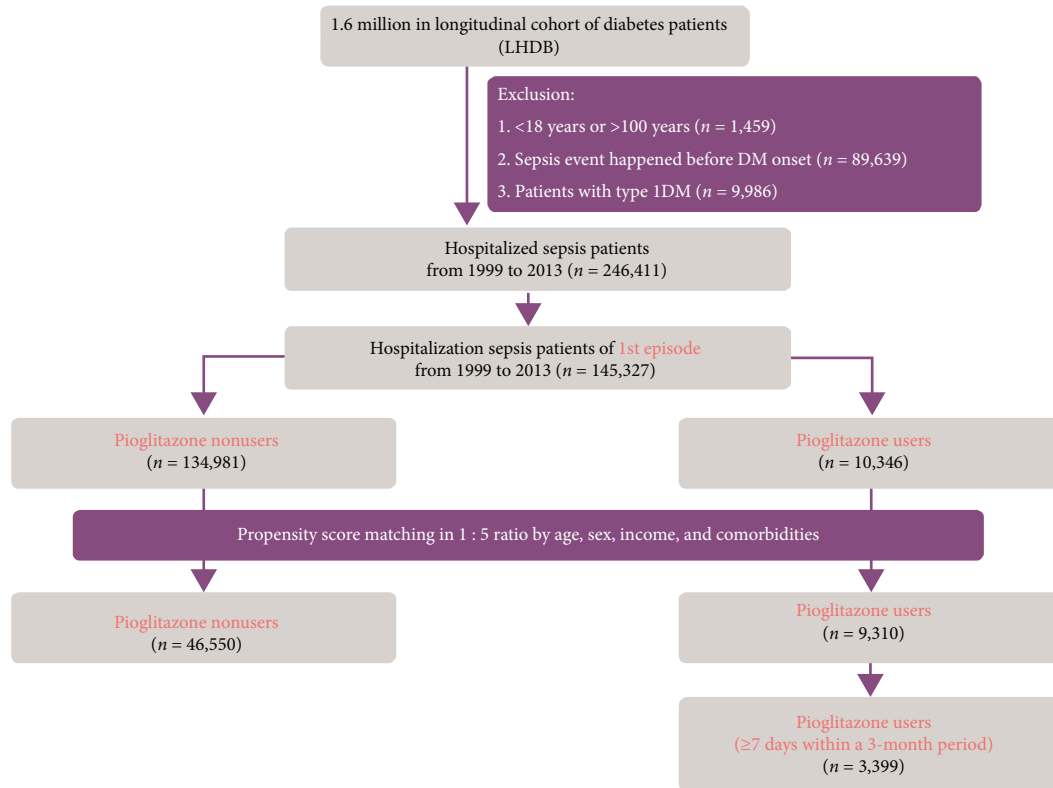 1.6 million in longitudinal cohort of diabetes patients
(LHDB)
Exclusion:
1. <18 years or >100 years (n = 1,459)
2. Sepsis event happened before DM onset (n = 89,639)
3. Patients with type 1DM (n = 9,986)
Hospitalized sepsis patients
from 1999 to 2013 (n = 246,411)
Hospitalization sepsis patients of 1st episode
from 1999 to 2013 (n = 145,327)
Pioglitazone nonusers
(n = 134,981)
Pioglitazone users
(n = 10,346)
Propensity score matching in 1 : 5 ratio by age, sex, income, and comorbidities
Pioglitazone nonusers
(n = 46,550)
Pioglitazone users
(n = 9,310)
Pioglitazone users
(≥7 days within a 3-month period)
(n = 3,399)